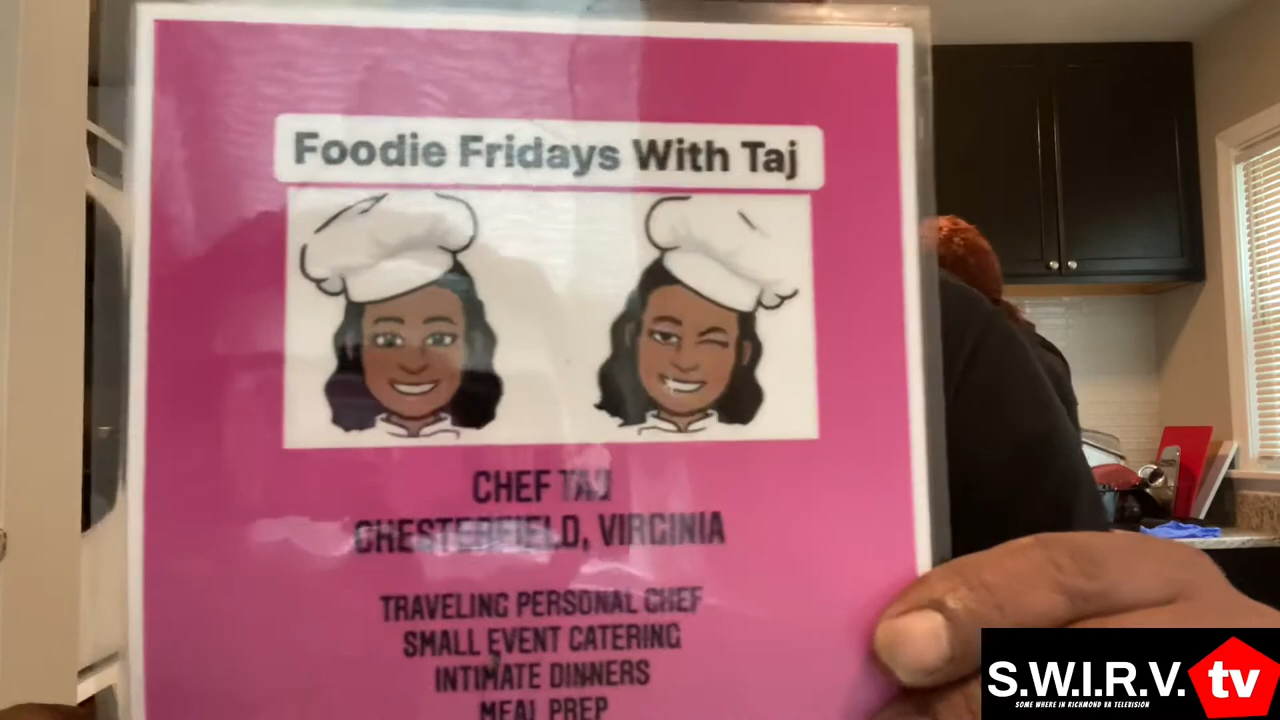 Foodie Fridays With Taj
CHEF TAJ
CHESTERFIELD, VIRGINIA
TRAVELING PERSONAL CHEF
SMALL EVENT CATERING
INTIMATE DINNERS
MEAL PREP
S.W.I.R.V. tv
SOME WHERE IN RICHMOND VA TELEVISION